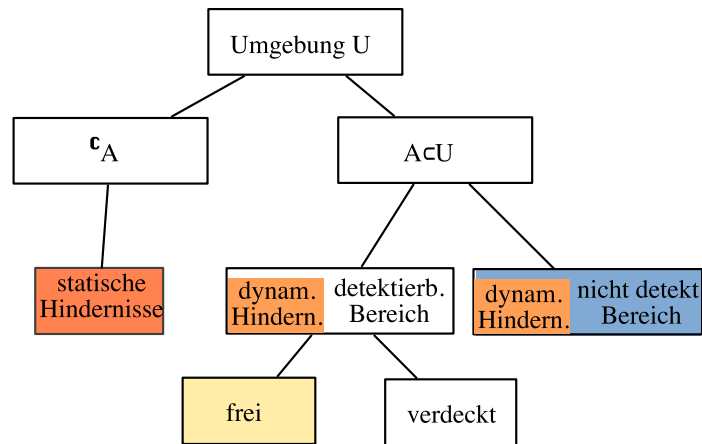 Umgebung U
ᶜA
A⊂U
statische
Hindernisse
dynam.
Hindern.
detektierb.
Bereich
dynam.
Hindern.
nicht detekt
Bereich
frei
verdeckt